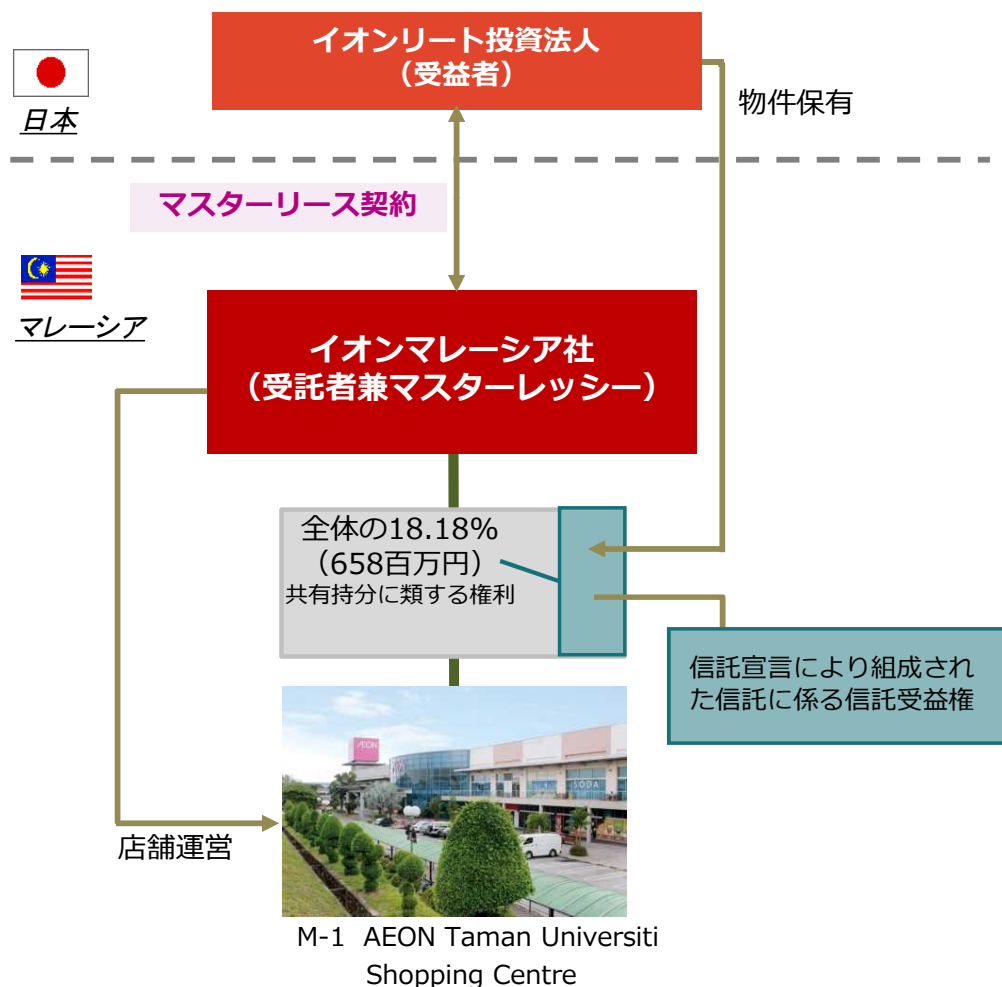 イオンリート投資法人
（受益者）
日本
物件保有
マスターリース契約
マレーシア
イオンマレーシア社
（受託者兼マスターレッシー）
全体の18.18%
（658百万円）
共有持分に類する権利
信託宣言により組成され
た信託に係る信託受益権
AEON
AEON
SODA
店舗運営
M-1 AEON Taman Universiti
Shopping Centre